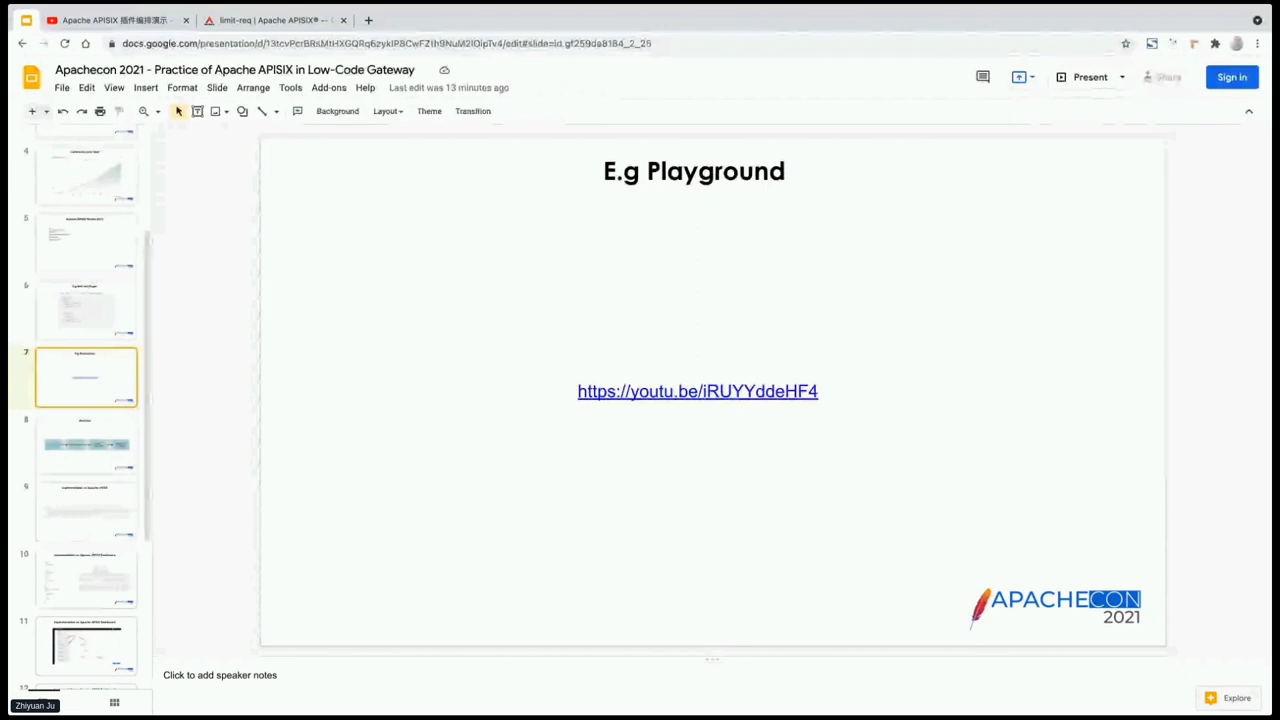 Apache APISIX 插件编排演示 -
limit-req | Apache APISIX® -- C
docs.google.com/presentation/d/13tcvPcrBRsMtHXGQRq6zyklP8CwFZth9NuM2IOipTv4/edit#slide=id.gf259da8184_2_25
Apachecon 2021 - Practice of Apache APISIX in Low-Code Gateway
Present
Share
Sign in
File Edit View Insert Format Slide Arrange Tools Add-ons Help Last edit was 13 minutes ago
Background Layout Theme Transition
4
5
6
7
8
9
10
11
12
E.g Playground
https://youtu.be/iRUYYddeHF4
APACHECON
2021
Click to add speaker notes
Zhiyuan Ju
Explore